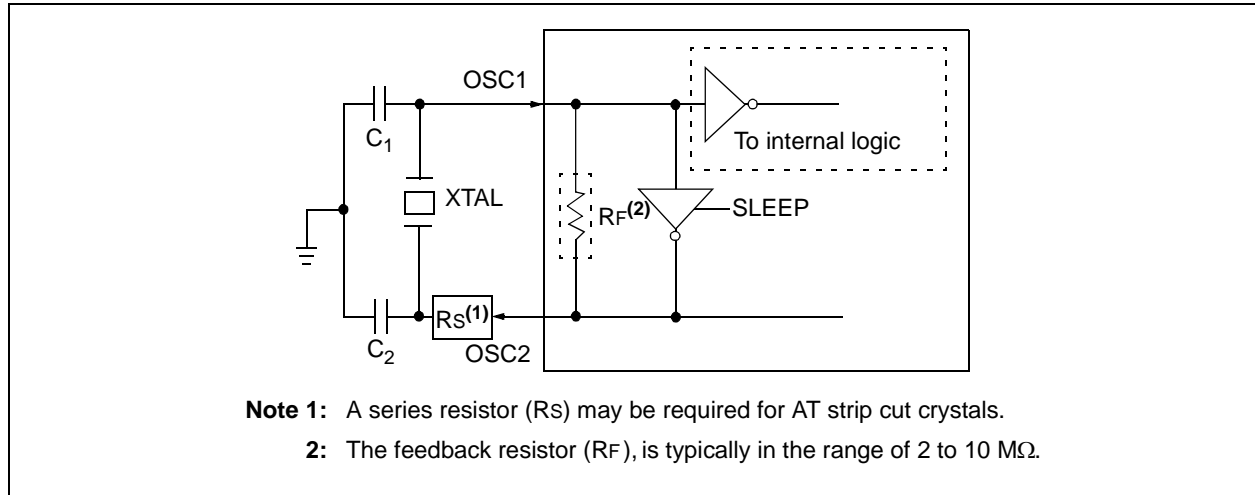 OSC1
C1
To internal logic
XTAL
RF(2)
SLEEP
RS(1)
C2
OSC2
Note 1: A series resistor (RS) may be required for AT strip cut crystals.
2: The feedback resistor (RF), is typically in the range of 2 to 10 MΩ.